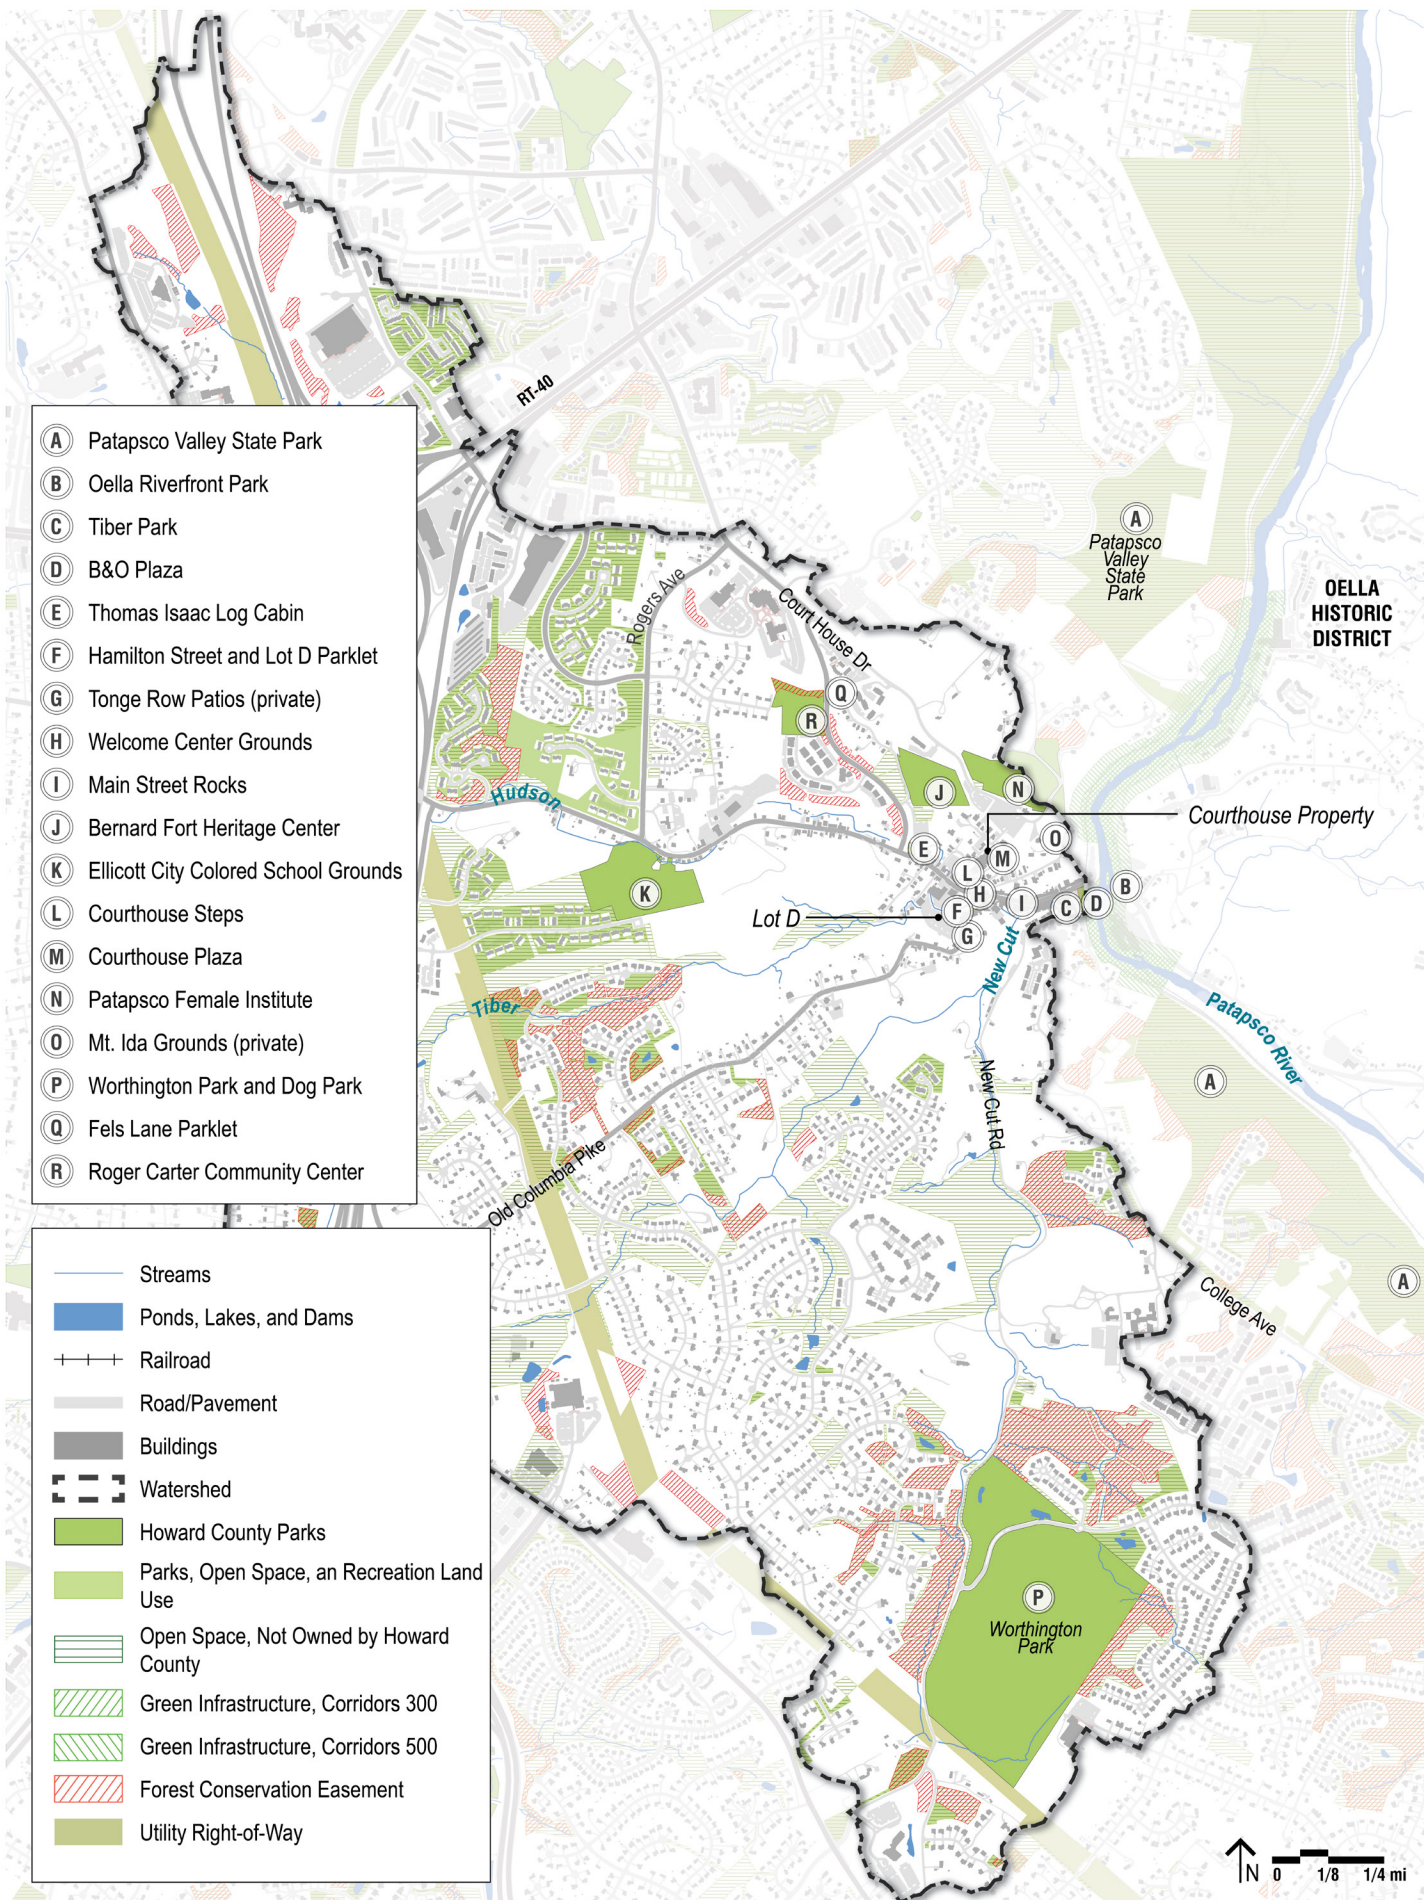 RT-40
A Patapsco Valley State Park
B Oella Riverfront Park
C Tiber Park
D B&O Plaza
E Thomas Isaac Log Cabin
F Hamilton Street and Lot D Parklet
G Tonge Row Patios (private)
H Welcome Center Grounds
I Main Street Rocks
J Bernard Fort Heritage Center
K Ellicott City Colored School Grounds
L Courthouse Steps
M Courthouse Plaza
N Patapsco Female Institute
O Mt. Ida Grounds (private)
P Worthington Park and Dog Park
Q Fels Lane Parklet
R Roger Carter Community Center
A
Patapsco
Valley
State
Park
OELLA
HISTORIC
DISTRICT
Rogers Ave
Court House Dr
Q
R
Hudson
J
N
Courthouse Property
O
E
M
L
K
H
B
I
C
D
F
Lot D
G
New Cut
Tiber
Patapsco River
A
New Cut Rd
Old Columbia Pike
A
College Ave
P
Worthington
Park
Streams
Ponds, Lakes, and Dams
Railroad
Road/Pavement
Buildings
Watershed
Howard County Parks
Parks, Open Space, an Recreation Land
Use
Open Space, Not Owned by Howard
County
Green Infrastructure, Corridors 300
Green Infrastructure, Corridors 500
Forest Conservation Easement
Utility Right-of-Way
N
0 1/8 1/4 mi